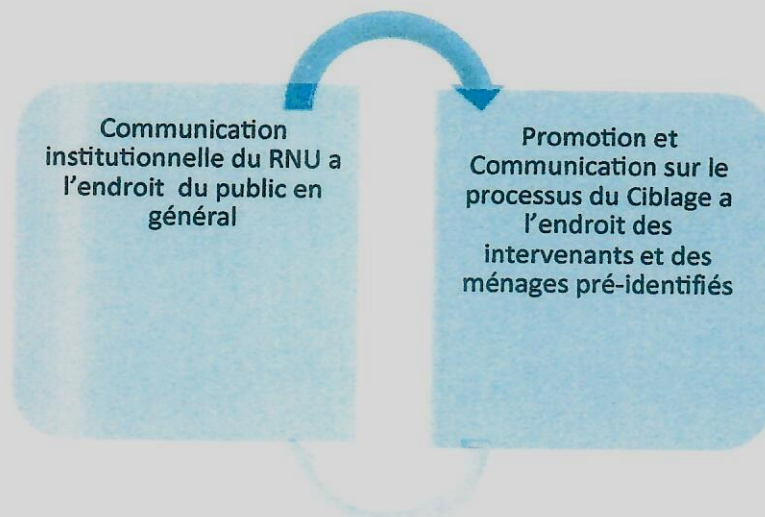 Communication
institutionnelle du RNU a
l'endroit du public en
général
Promotion et
Communication sur le
processus du Ciblage a
l'endroit des
intervenants et des
ménages pré-identifiés